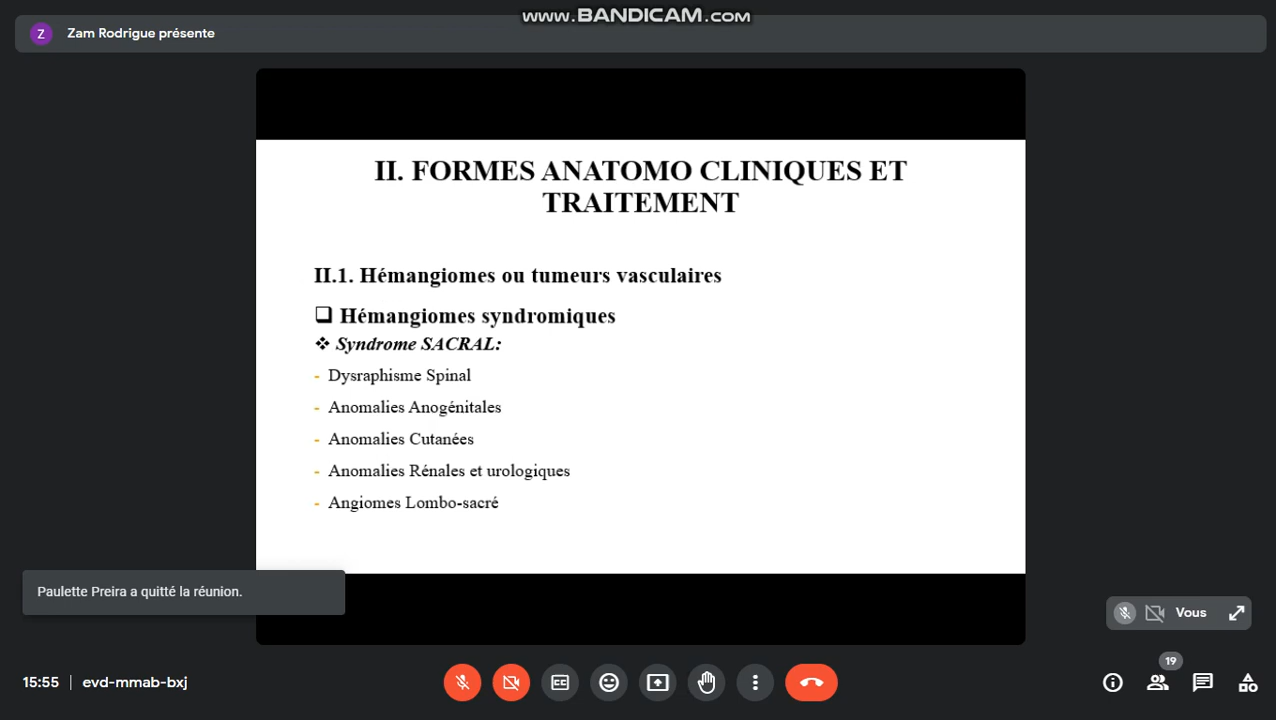 www.BANDICAM.com
Z
Zam Rodrigue présente
II. FORMES ANATOMO CLINIQUES ET
TRAITEMENT
II.1. Hémangiomes ou tumeurs vasculaires
❑ Hémangiomes syndromiques
❖ Syndrome SACRAL:
- Dysraphisme Spinal
- Anomalies Anogénitales
- Anomalies Cutanées
- Anomalies Rénales et urologiques
- Angiomes Lombo-sacré
Paulette Preira a quitté la réunion.
Vous
15:55 | evd-mmab-bxj
CC
19